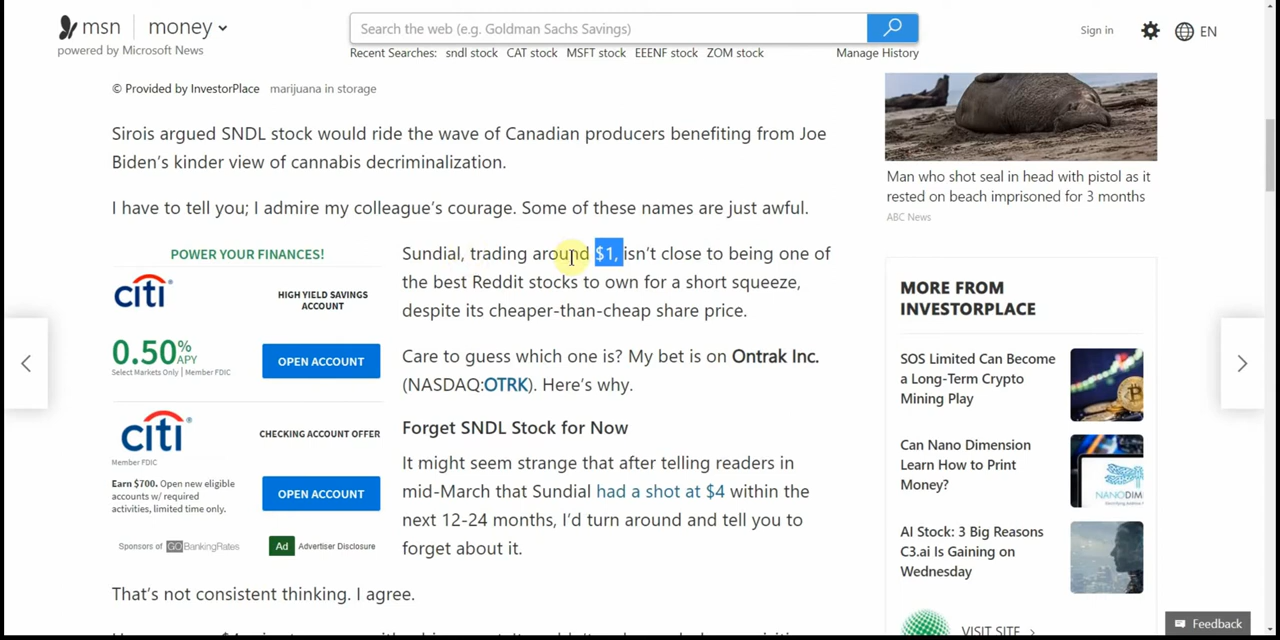 msn
money
powered by Microsoft News
Search the web (e.g. Goldman Sachs Savings)
Recent Searches: sndl stock CAT stock MSFT stock EEENF stock ZOM stock
Manage History
Sign in
EN
© Provided by InvestorPlace marijuana in storage
Sirois argued SNDL stock would ride the wave of Canadian producers benefiting from Joe
Biden's kinder view of cannabis decriminalization.
I have to tell you; I admire my colleague's courage. Some of these names are just awful.
POWER YOUR FINANCES!
citi
HIGH YIELD SAVINGS
ACCOUNT
0.50% APY
Select Markets Only | Member FDIC
OPEN ACCOUNT
citi
Member FDIC
CHECKING ACCOUNT OFFER
Earn $700. Open new eligible
accounts w/ required
activities, limited time only.
OPEN ACCOUNT
Sponsors of GOBankingRates
Ad Advertiser Disclosure
Sundial, trading around $1, isn't close to being one of
the best Reddit stocks to own for a short squeeze,
despite its cheaper-than-cheap share price.
Care to guess which one is? My bet is on Ontrak Inc.
(NASDAQ:OTRK). Here's why.
Forget SNDL Stock for Now
It might seem strange that after telling readers in
mid-March that Sundial had a shot at $4 within the
next 12-24 months, I'd turn around and tell you to
forget about it.
That's not consistent thinking. I agree.
Man who shot seal in head with pistol as it
rested on beach imprisoned for 3 months
ABC News
MORE FROM
INVESTORPLACE
SOS Limited Can Become
a Long-Term Crypto
Mining Play
Can Nano Dimension
Learn How to Print
Money?
NANODIM
AI Stock: 3 Big Reasons
C3.ai Is Gaining on
Wednesday
VISIT SITE
Feedback